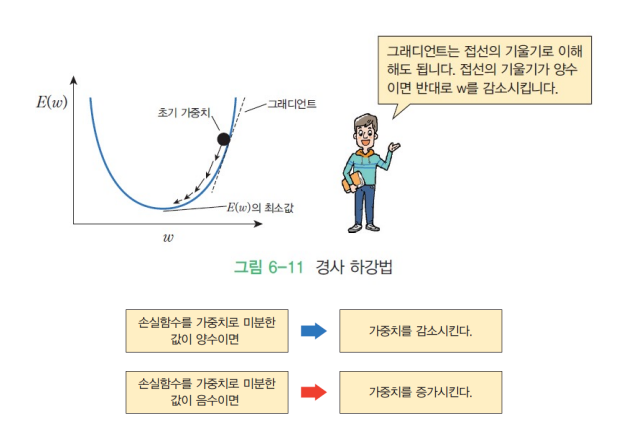 그래디언트는 접선의 기울기로 이해
해도 됩니다. 접선의 기울기가 양수
이면 반대로 w를 감소시킵니다.
E(w)
초기 가중치
그래디언트
E(w)의 최소값
w
그림 6-11 경사 하강법
손실함수를 가중치로 미분한
값이 양수이면
가중치를 감소시킨다.
손실함수를 가중치로 미분한
값이 음수이면
가중치를 증가시킨다.